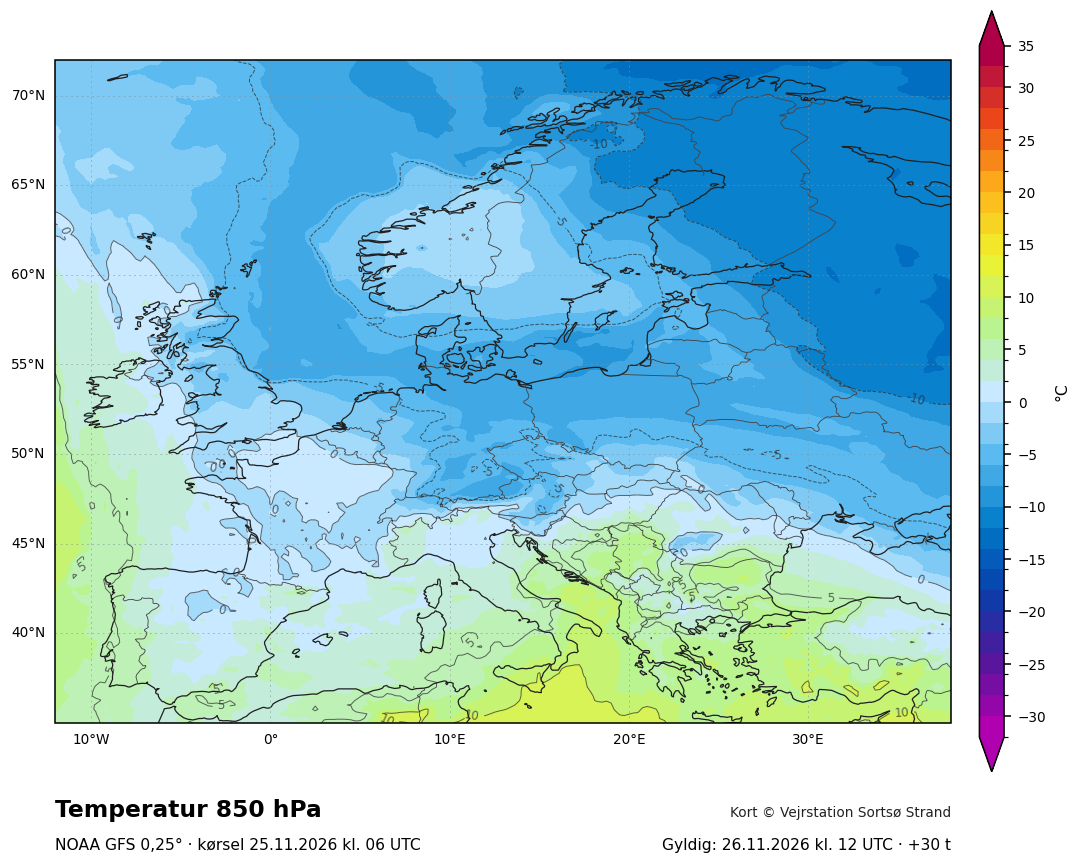 70°N
65°N
60°N
55°N
50°N
45°N
40°N
10°W 0° 10°E 20°E 30°E
35
30
25
20
15
10
5
0
−5
−10
−15
−20
−25
−30
°C
Temperatur 850 hPa
Kort © Vejrstation Sortsø Strand
NOAA GFS 0,25° · kørsel 25.11.2026 kl. 06 UTC
Gyldig: 26.11.2026 kl. 12 UTC · +30 t